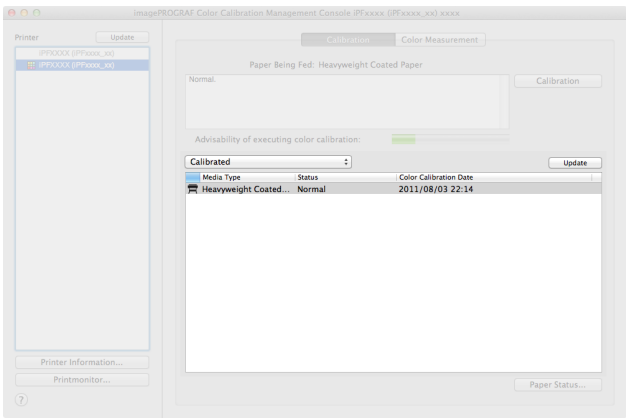 imagePROGRAF Color Calibration Management Console iPFxxxx (iPFxxxx_xx) xxxx
Printer
Update
iPFXXXX (iPFxxxx_xx)
iPFXXXX (iPFxxxx_xx)
Printer Information...
Printmonitor...
?
Calibration Color Measurement
Paper Being Fed: Heavyweight Coated Paper
Normal.
Calibration
Advisability of executing color calibration:
Calibrated
Update
Media Type Status Color Calibration Date
Heavyweight Coated... Normal 2011/08/03 22:14
Paper Status...